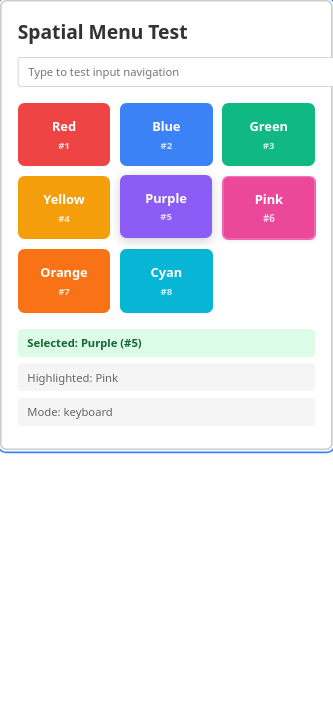 Spatial Menu Test
Type to test input navigation
Red
#1
Blue
#2
Green
#3
Yellow
#4
Purple
#5
Pink
#6
Orange
#7
Cyan
#8
Selected: Purple (#5)
Highlighted: Pink
Mode: keyboard